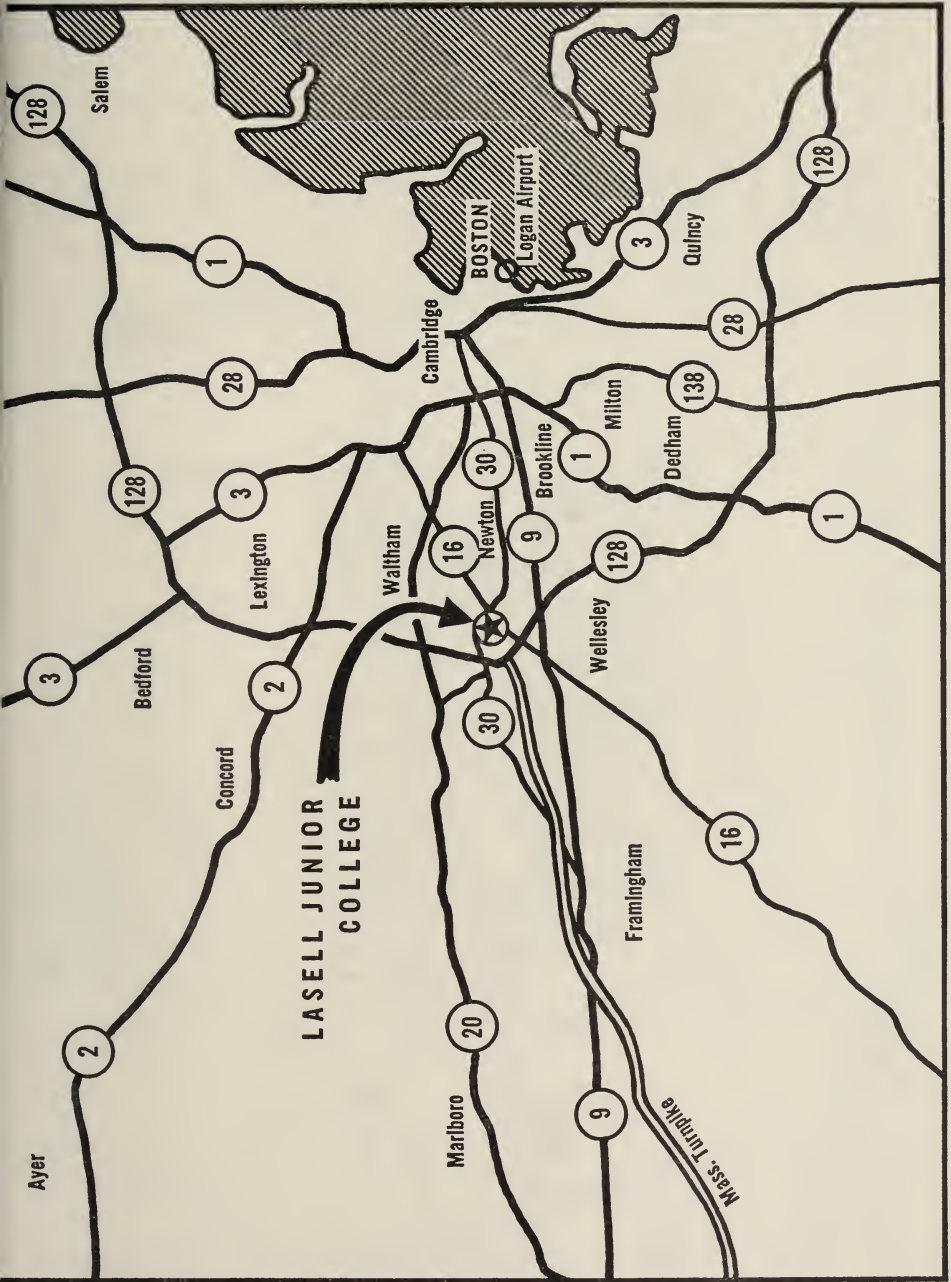 Ayer
3
128
2
Salem
Bedford
128
Concord
3
28
1
Lexington
2
LASELL JUNIOR
COLLEGE
Waltham
Cambridge
Marlboro
20
16
BOSTON
30
Newton
30
Logan Airport
9
Brookline
1
9
Wellesley
128
Milton
Framingham
3
Dedham
138
Quincy
Mass. Turnpike
16
28
128
1